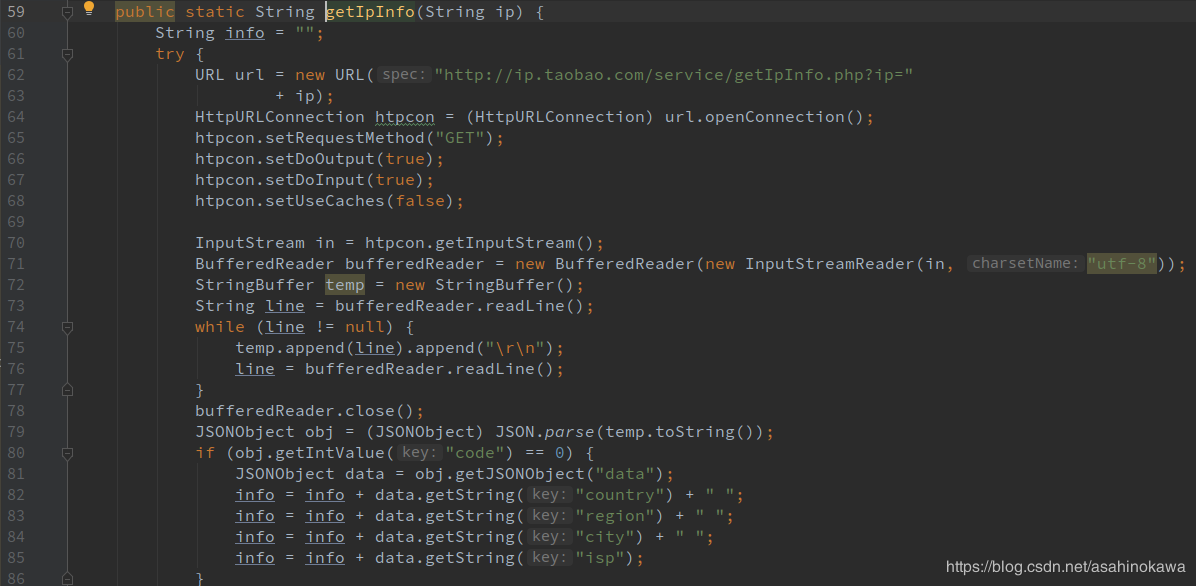 59 public static String getIpInfo(String ip) {
60 String info = "";
61 try {
62 URL url = new URL( spec: "http://ip.taobao.com/service/getIpInfo.php?ip="
63 + ip);
64 HttpURLConnection htpcon = (HttpURLConnection) url.openConnection();
65 htpcon.setRequestMethod("GET");
66 htpcon.setDoOutput(true);
67 htpcon.setDoInput(true);
68 htpcon.setUseCaches(false);
69
70 InputStream in = htpcon.getInputStream();
71 BufferedReader bufferedReader = new BufferedReader(new InputStreamReader(in, charsetName: "utf-8"));
72 StringBuffer temp = new StringBuffer();
73 String line = bufferedReader.readLine();
74 while (line != null) {
75 temp.append(line).append("\r\n");
76 line = bufferedReader.readLine();
77 }
78 bufferedReader.close();
79 JSONObject obj = (JSONObject) JSON.parse(temp.toString());
80 if (obj.getIntValue( key: "code") == 0) {
81 JSONObject data = obj.getJSONObject("data");
82 info = info + data.getString( key: "country") + " ";
83 info = info + data.getString( key: "region") + " ";
84 info = info + data.getString( key: "city") + " ";
85 info = info + data.getString( key: "isp");
86 }
https://blog.csdn.net/asahinokawa